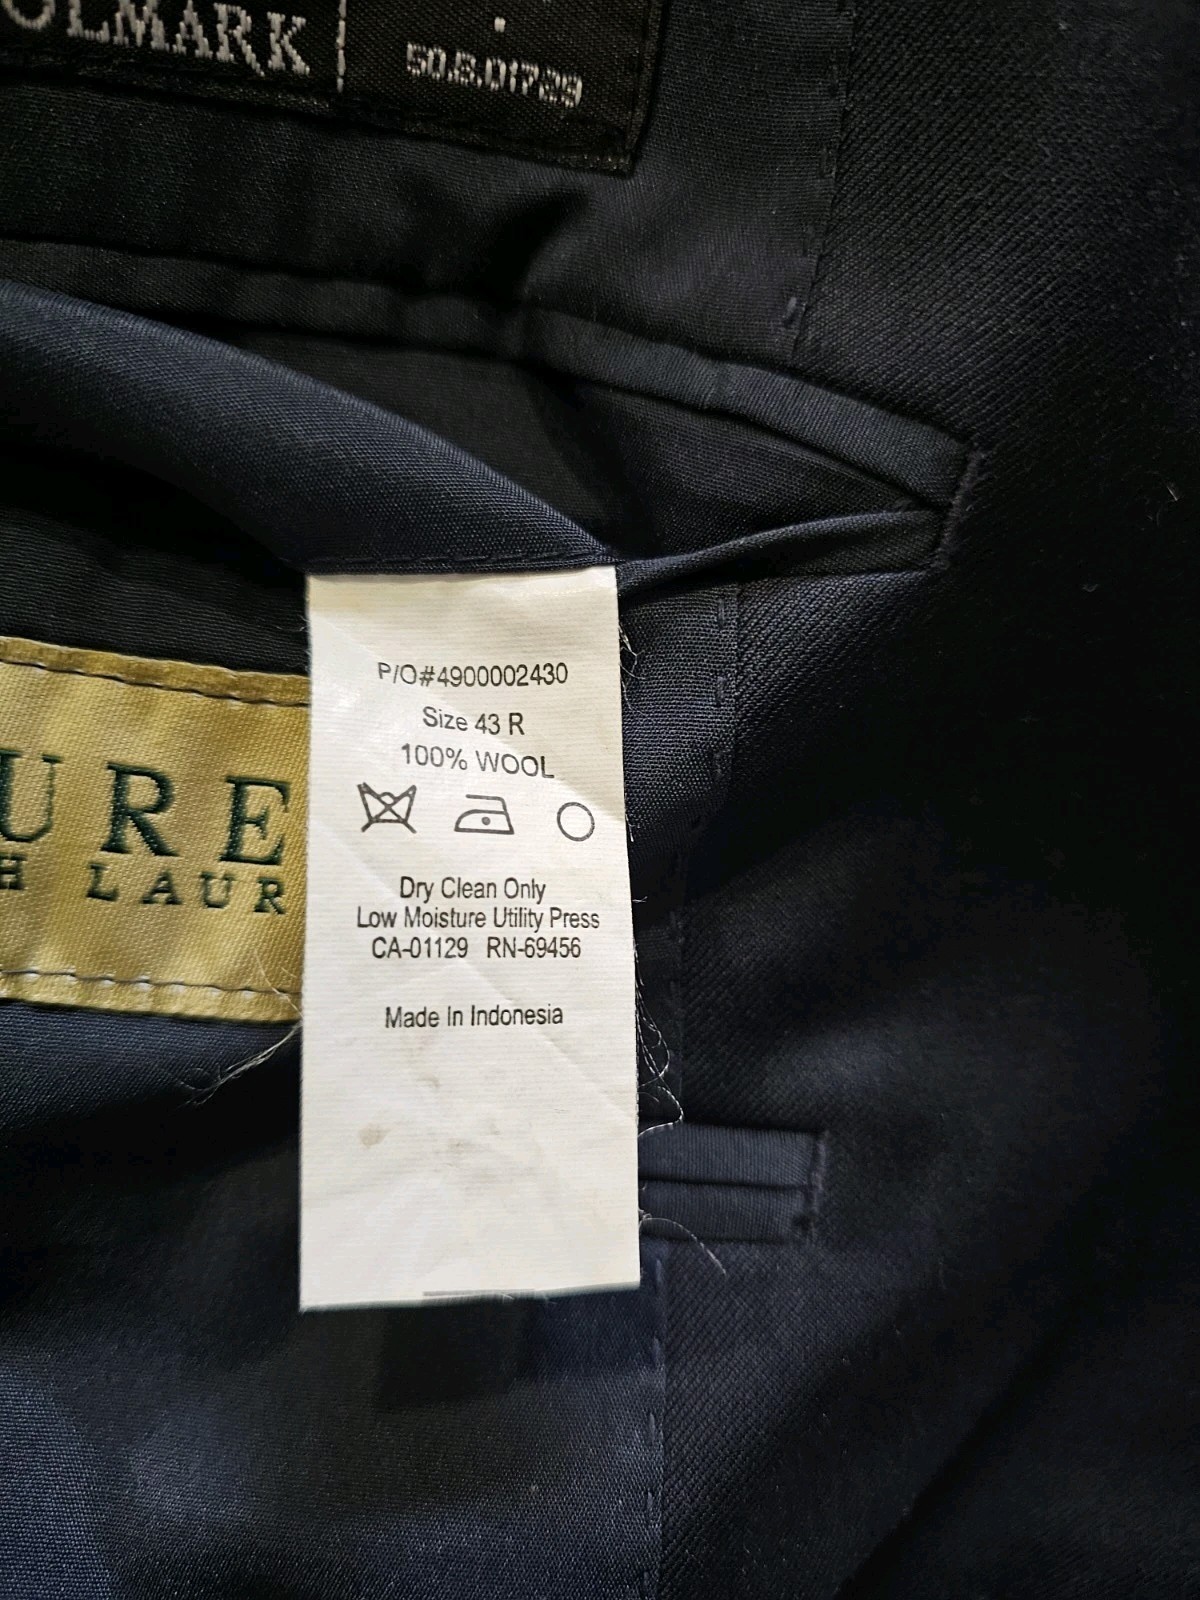 OLMARK
50.B.01729
P/O#4900002430
Size 43 R
100% WOOL
URE
H LAUR
Dry Clean Only
Low Moisture Utility Press
CA-01129 RN-69456
Made In Indonesia